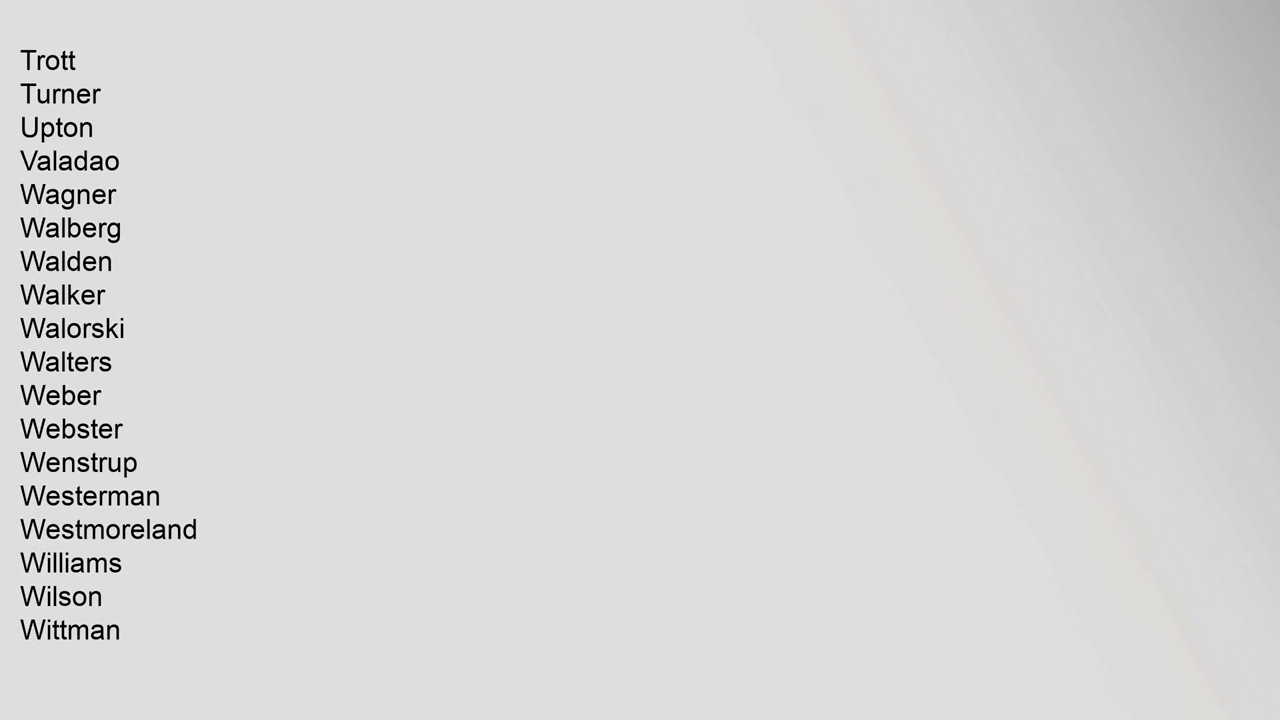 Trott
Turner
Upton
Valadao
Wagner
Walberg
Walden
Walker
Walorski
Walters
Weber
Webster
Wenstrup
Westerman
Westmoreland
Williams
Wilson
Wittman